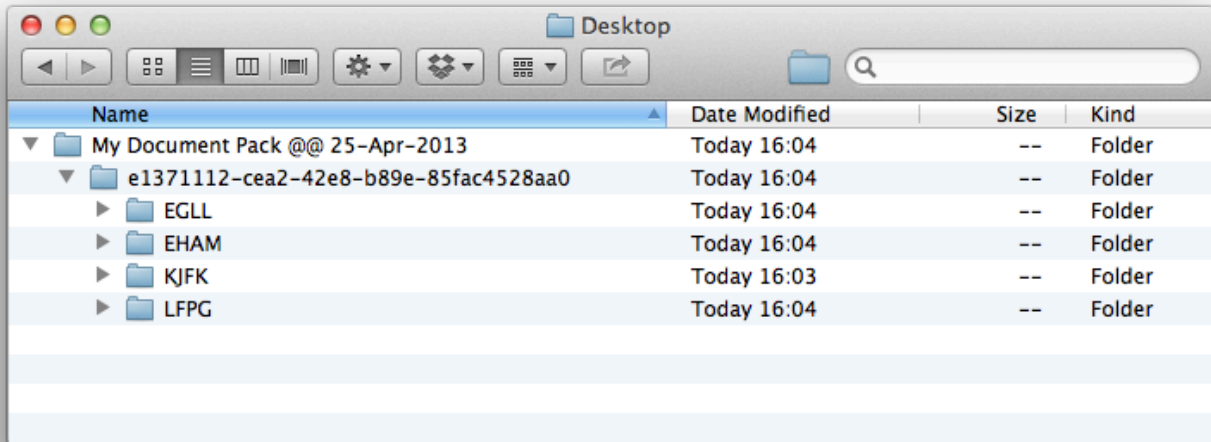 Desktop
Name Date Modified Size Kind
My Document Pack @@ 25-Apr-2013 Today 16:04 -- Folder
e1371112-cea2-42e8-b89e-85fac4528aa0 Today 16:04 -- Folder
EGLL Today 16:04 -- Folder
EHAM Today 16:04 -- Folder
KJFK Today 16:03 -- Folder
LFPG Today 16:04 -- Folder